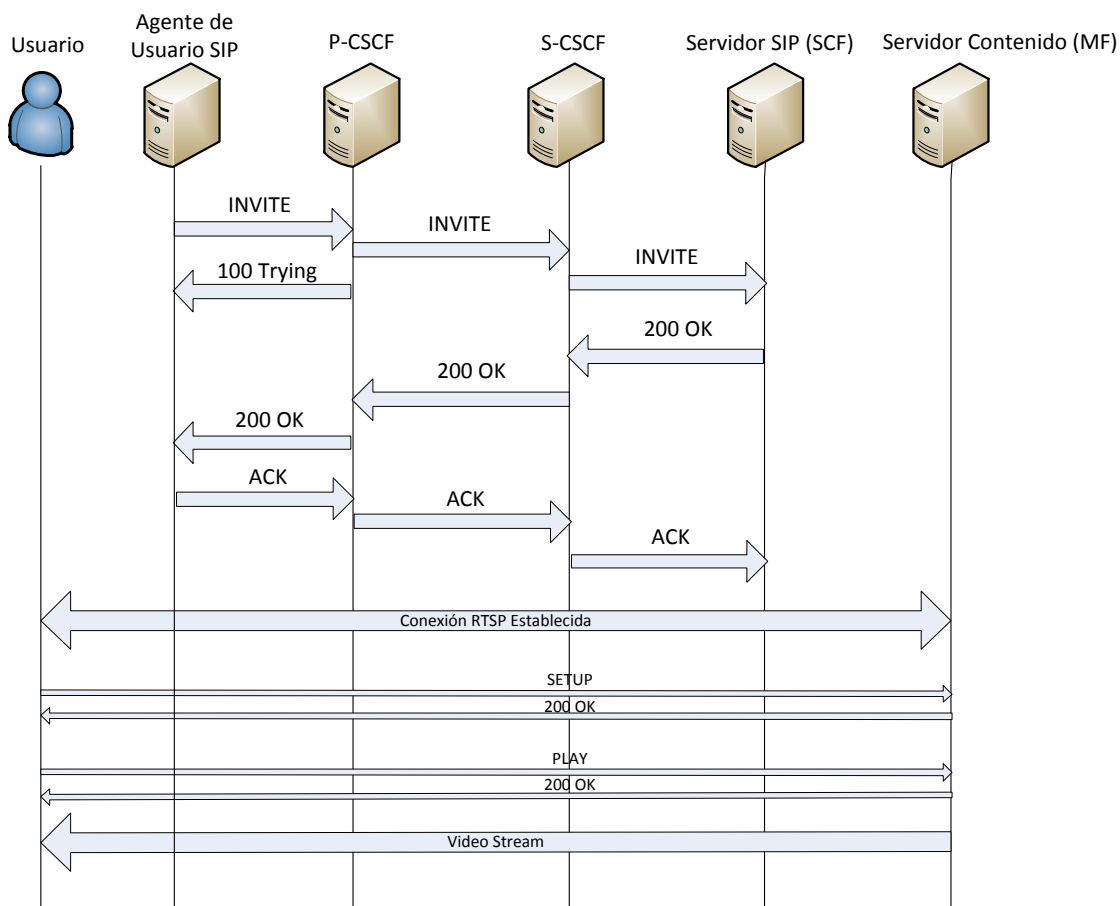 Usuario
Agente de
Usuario SIP
P-CSCF
S-CSCF
Servidor SIP (SCF)
Servidor Contenido (MF)
INVITE
INVITE
INVITE
100 Trying
200 OK
200 OK
200 OK
ACK
ACK
ACK
Conexión RTSP Establecida
SETUP
200 OK
PLAY
200 OK
Video Stream